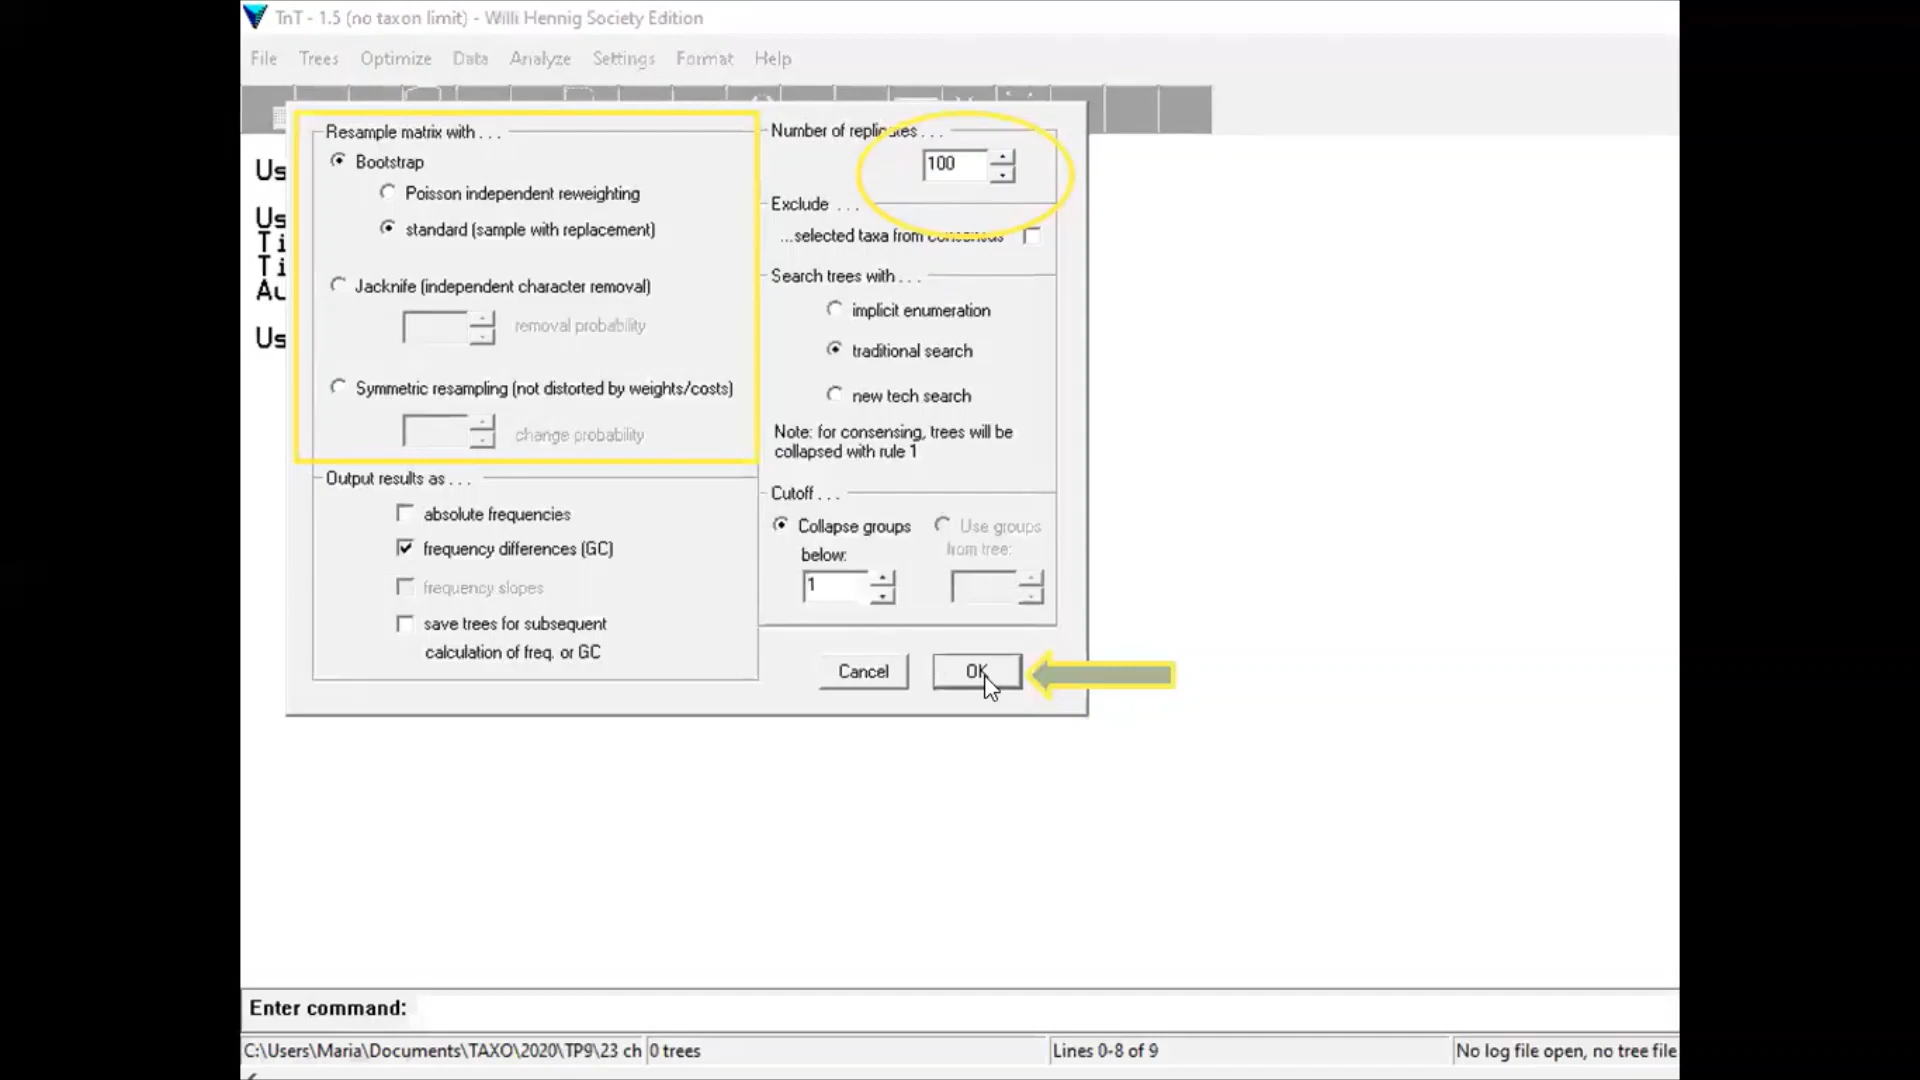 TnT - 1.5 (no taxon limit) - Willi Hennig Society Edition
File Trees Optimize Data Analyze Settings Format Help
Us
Us
Ti
Ti
Us
Resample matrix with . . .
Bootstrap
Poisson independent reweighting
standard (sample with replacement)
Jacknife (independent character removal)
removal probability
Symmetric resampling (not distorted by weights/costs)
change probability
Output results as . . .
absolute frequencies
frequency differences (GC)
frequency slopes
save trees for subsequent
calculation of freq. or GC
Number of replicates . . .
100
Exclude . . .
...selected taxa from consensus
Search trees with . . .
implicit enumeration
traditional search
new tech search
Note: for consensing, trees will be
collapsed with rule 1
Cutoff . . .
Collapse groups
below:
1
Use groups
from tree:
Cancel
OK
Enter command:
C:\Users\Maria\Documents\TAXO\2020\TP9\23 ch
0 trees
Lines 0-8 of 9
No log file open, no tree file